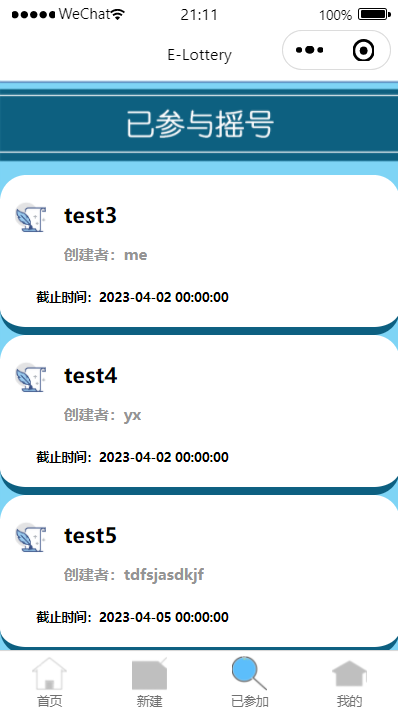 WeChat 21:11 100%
E-Lottery
已参与摇号
test3
创建者：me
截止时间：2023-04-02 00:00:00
test4
创建者：yx
截止时间：2023-04-02 00:00:00
test5
创建者：tdfsjasdkjf
截止时间：2023-04-05 00:00:00
首页 新建 已参加 我的